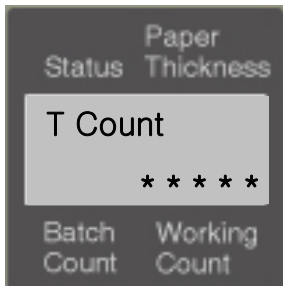 Paper
Status Thickness
T Count
* * * * *
Batch Working
Count Count